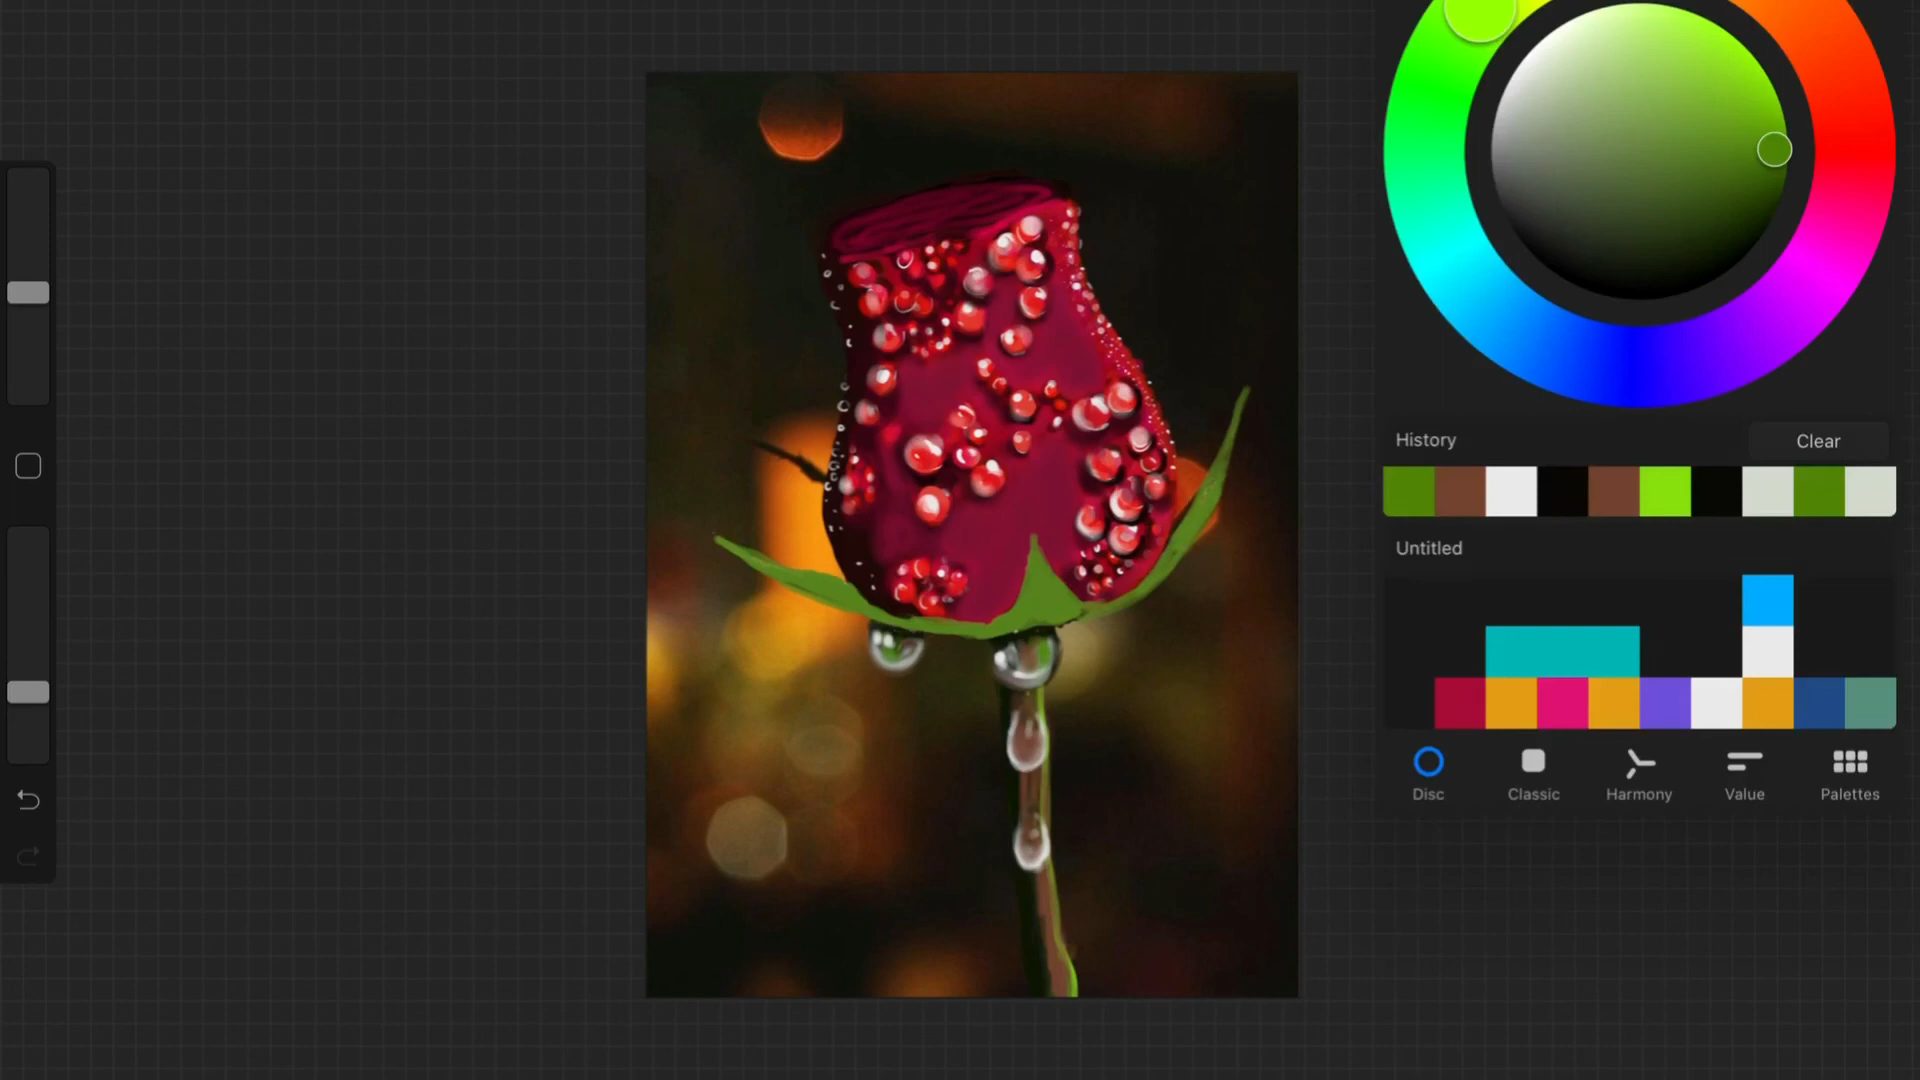 History
Clear
Untitled
Disc
Classic
Harmony
Value
Palettes